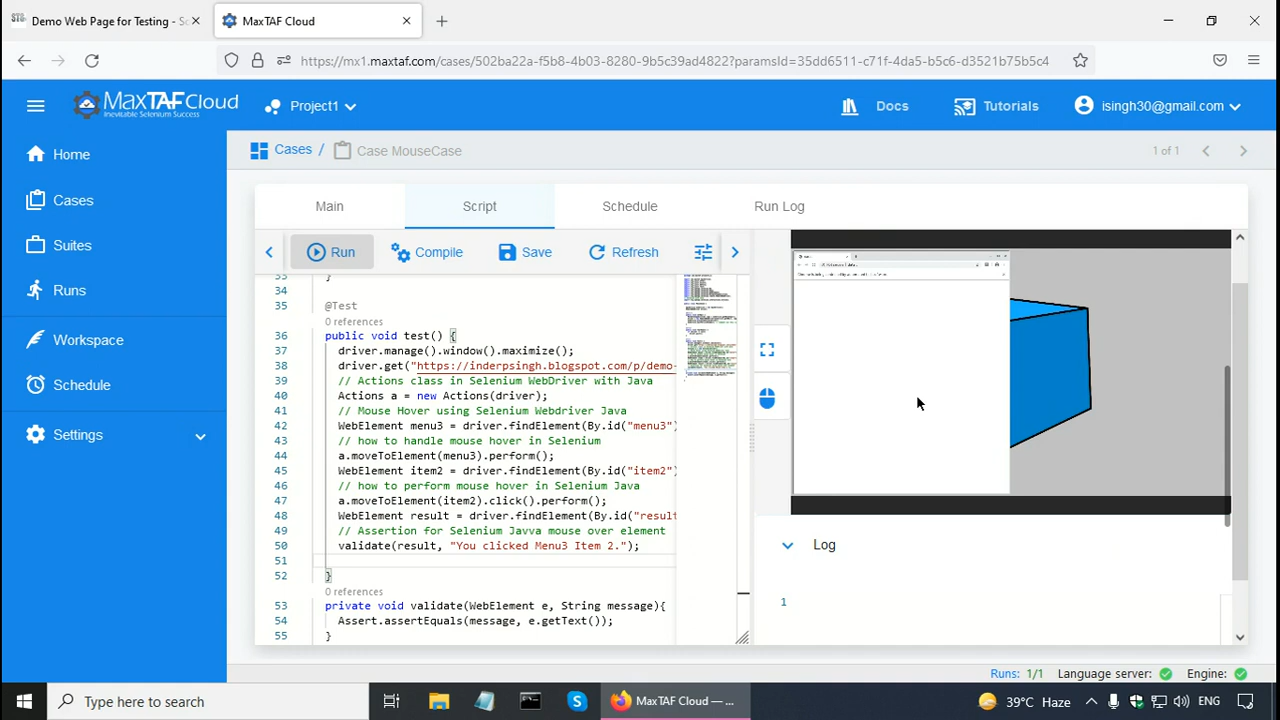 Demo Web Page for Testing - So
MaxTAF Cloud
https://mx1.maxtaf.com/cases/502ba22a-f5f8-4b03-8280-9b5c39ad4822?paramsId=35dd6511-c71f-4da5-b5c6-d3521b75b5c4
MaxTAFCloud
Inevitable Selenium Success
Project1
Docs
Tutorials
isingh30@gmail.com
Home
Cases
Suites
Runs
Workspace
Schedule
Settings
Cases / Case MouseCase
1 of 1
Main
Script
Schedule
Run Log
Run
Compile
Save
Refresh
33 }
34
35 @Test
0 references
36 public void test() {
37 driver.manage().window().maximize();
38 driver.get("https://inderpsingh.blogspot.com/p/demo-
39 // Actions class in Selenium WebDriver with Java
40 Actions a = new Actions(driver);
41 // Mouse Hover using Selenium Webdriver Java
42 WebElement menu3 = driver.findElement(By.id("menu3")
43 // how to handle mouse hover in Selenium
44 a.moveToElement(menu3).perform();
45 WebElement item2 = driver.findElement(By.id("item2")
46 // how to perform mouse hover in Selenium Java
47 a.moveToElement(item2).click().perform();
48 WebElement result = driver.findElement(By.id("result
49 // Assertion for Selenium Javva mouse over element
50 validate(result, "You clicked Menu3 Item 2.");
51
52 }
0 references
53 private void validate(WebElement e, String message){
54 Assert.assertEquals(message, e.getText());
55 }
Log
1
Runs: 1/1 Language server: Engine:
Type here to search
MaxTAF Cloud — ...
39°C Haze
ENG